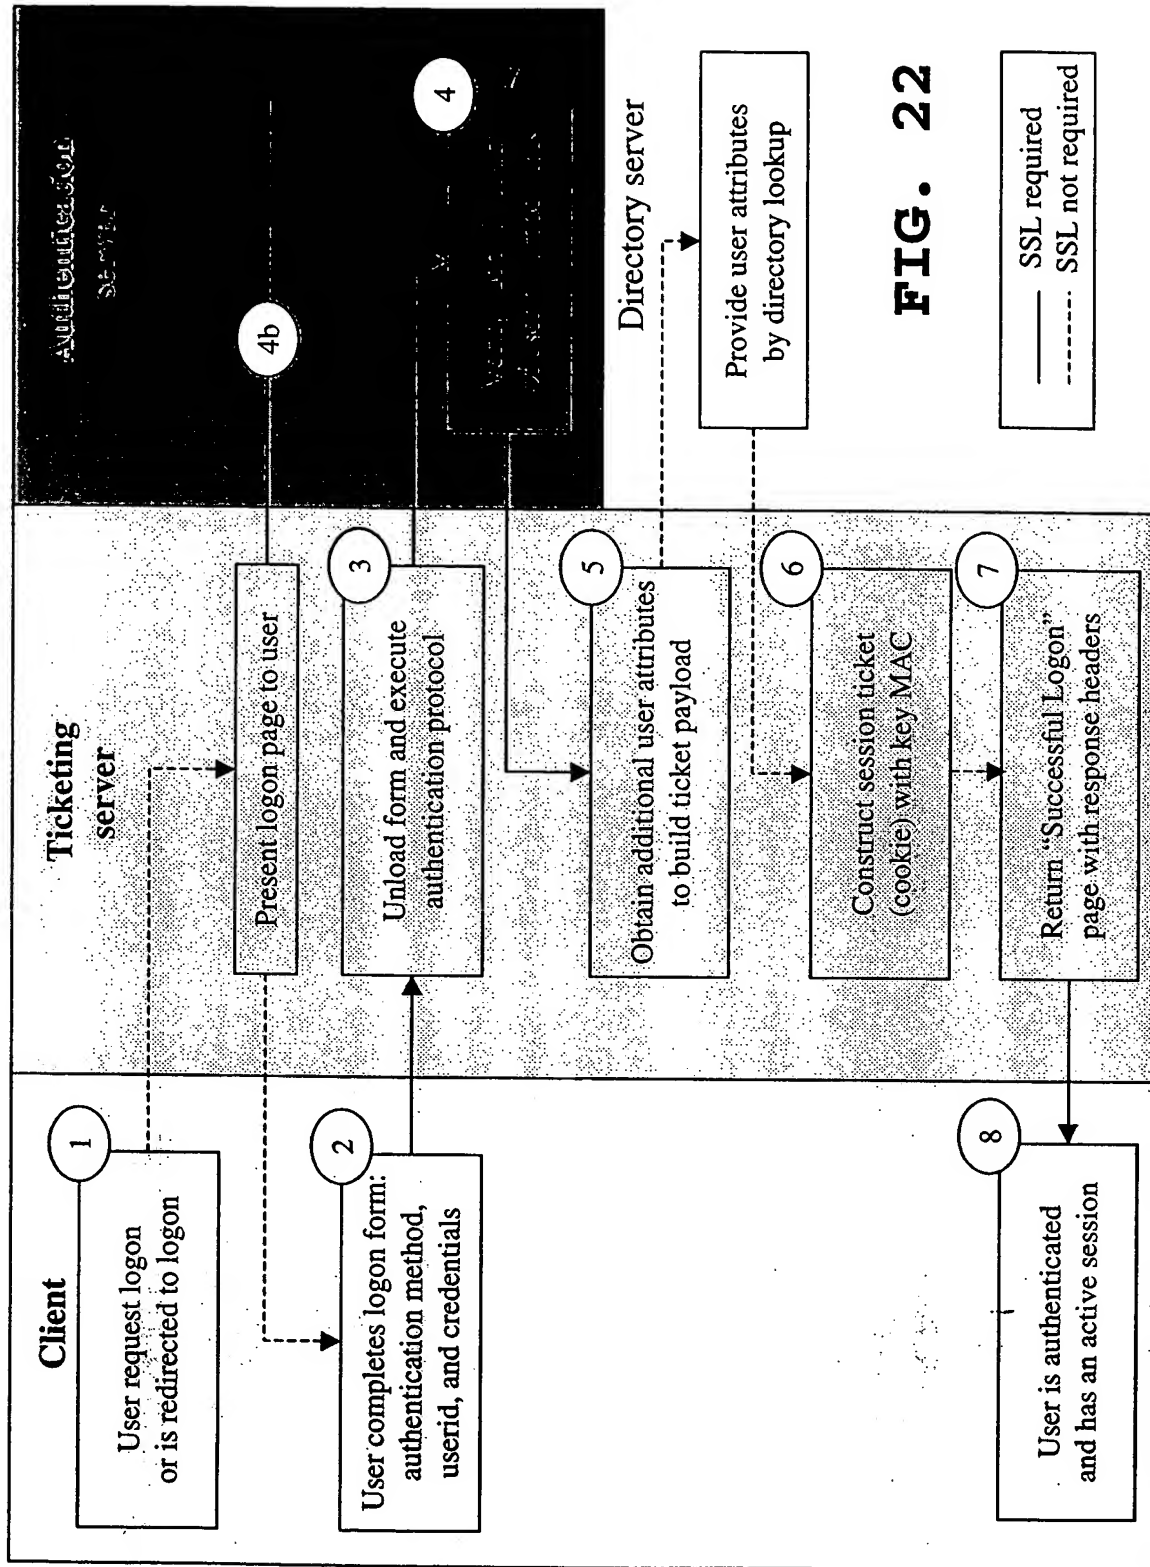 Client
Ticketing
server
Authentication
server
1
User request logon
or is redirected to logon
Present logon page to user
4b
2
User completes logon form:
authentication method,
userid, and credentials
3
Unload form and execute
authentication protocol
4
5
Obtain additional user attributes
to build ticket payload
Directory server
Provide user attributes
by directory lookup
6
Construct session ticket
(cookie) with key MAC
7
Return “Successful Logon”
page with response headers
8
User is authenticated
and has an active session
FIG. 22
SSL required
SSL not required